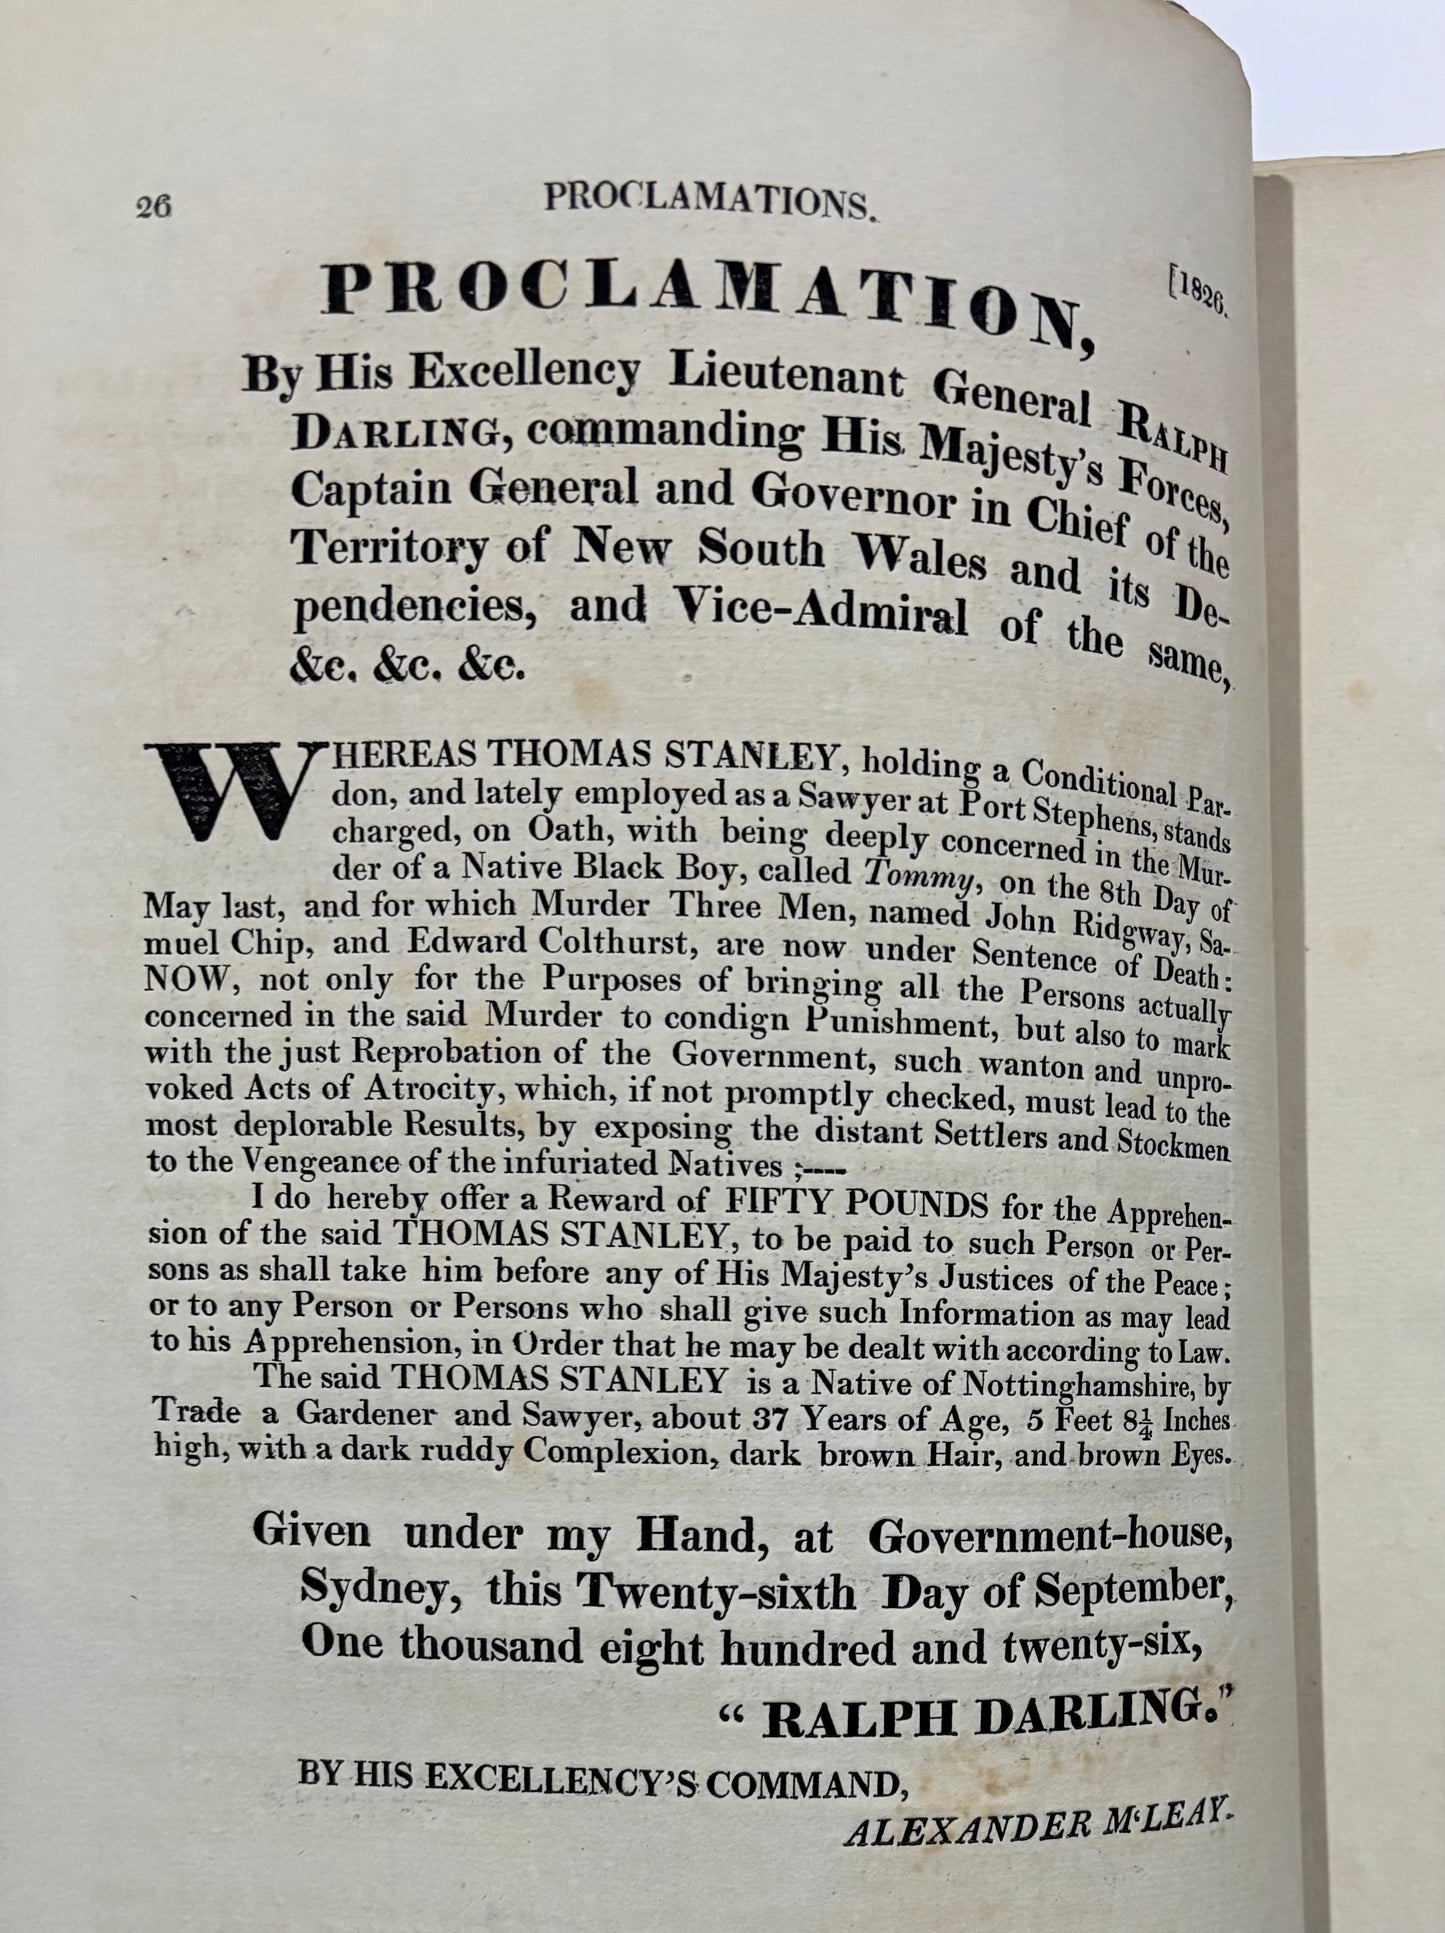 26
PROCLAMATIONS.
[1826.
PROCLAMATION,
By His Excellency Lieutenant General RALPH
DARLING, commanding His Majesty's Forces,
Captain General and Governor in Chief of the
Territory of New South Wales and its De-
pendencies, and Vice-Admiral of the same,
&c. &c. &c.
WHEREAS THOMAS STANLEY, holding a Conditional Par-
don, and lately employed as a Sawyer at Port Stephens, stands
charged, on Oath, with being deeply concerned in the Mur-
der of a Native Black Boy, called Tommy, on the 8th Day of
May last, and for which Murder Three Men, named John Ridgway, Sa-
muel Chip, and Edward Colthurst, are now under Sentence of Death:
NOW, not only for the Purposes of bringing all the Persons actually
concerned in the said Murder to condign Punishment, but also to mark
with the just Reprobation of the Government, such wanton and unpro-
voked Acts of Atrocity, which, if not promptly checked, must lead to the
most deplorable Results, by exposing the distant Settlers and Stockmen
to the Vengeance of the infuriated Natives ;----
I do hereby offer a Reward of FIFTY POUNDS for the Apprehen-
sion of the said THOMAS STANLEY, to be paid to such Person or Per-
sons as shall take him before any of His Majesty's Justices of the Peace;
or to any Person or Persons who shall give such Information as may lead
to his Apprehension, in Order that he may be dealt with according to Law.
The said THOMAS STANLEY is a Native of Nottinghamshire, by
Trade a Gardener and Sawyer, about 37 Years of Age, 5 Feet 8¼ Inches
high, with a dark ruddy Complexion, dark brown Hair, and brown Eyes.
Given under my Hand, at Government-house,
Sydney, this Twenty-sixth Day of September,
One thousand eight hundred and twenty-six,
“ RALPH DARLING.”
BY HIS EXCELLENCY'S COMMAND,
ALEXANDER M‘LEAY.